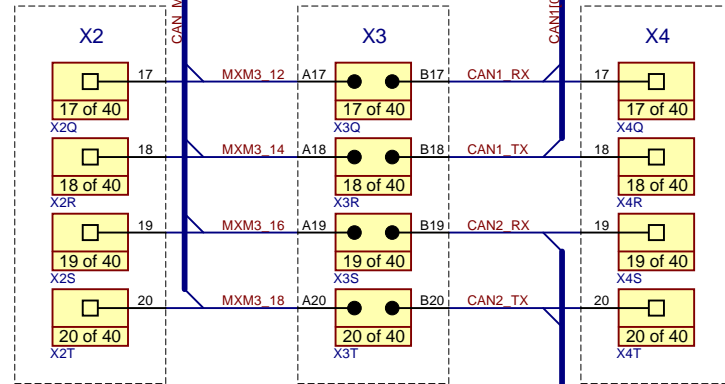 CAN_M
CAN1[0
X2
X3
X4
17
MXM3_12
A17
B17
CAN1_RX
17
17 of 40
17 of 40
17 of 40
X2Q
X3Q
X4Q
18
MXM3_14
A18
B18
CAN1_TX
18
18 of 40
18 of 40
18 of 40
X2R
X3R
X4R
19
MXM3_16
A19
B19
CAN2_RX
19
19 of 40
19 of 40
19 of 40
X2S
X3S
X4S
20
MXM3_18
A20
B20
CAN2_TX
20
20 of 40
20 of 40
20 of 40
X2T
X3T
X4T